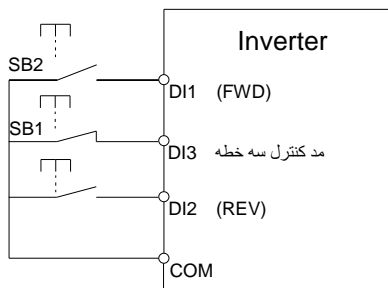 Inverter
SB2
DI1 (FWD)
SB1
DI3 مد کنترل سه خطه
DI2 (REV)
COM